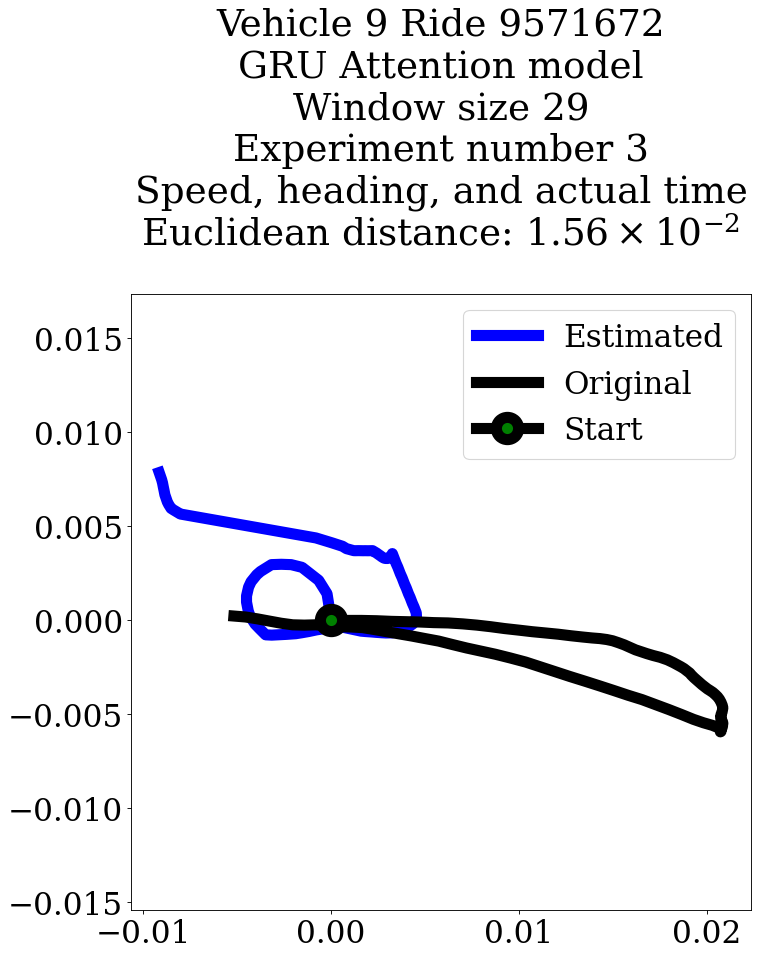 Vehicle 9 Ride 9571672
GRU Attention model
Window size 29
Experiment number 3
Speed, heading, and actual time
Euclidean distance: 1.56 × 10⁻²
Estimated
Original
Start
0.015
0.010
0.005
0.000
−0.005
−0.010
−0.015
−0.01
0.00
0.01
0.02